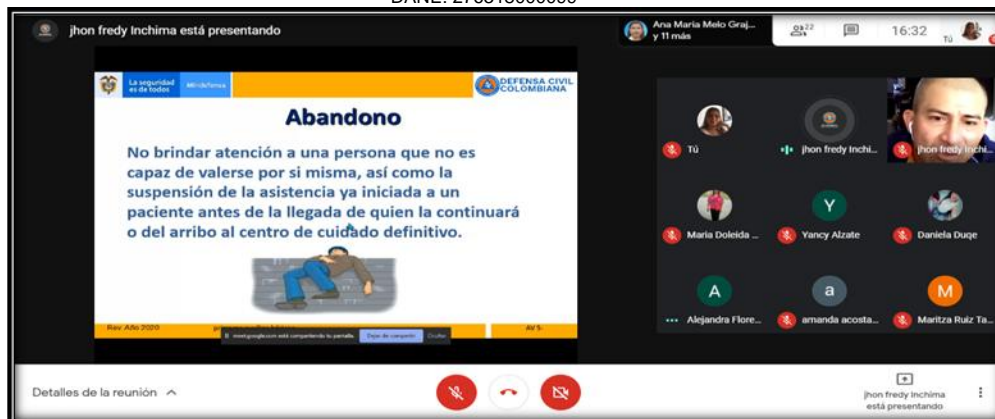 jhon fredy Inchima está presentando
Ana Maria Melo Graj...
y 11 más
22
16:32
Tú
La seguridad
es de todos
Mindefensa
DEFENSA CIVIL
COLOMBIANA
Abandono
No brindar atención a una persona que no es
capaz de valerse por si misma, así como la
suspensión de la asistencia ya iniciada a un
paciente antes de la llegada de quien la continuará
o del arribo al centro de cuidado definitivo.
Rev Año 2020
meet.google.com está compartiendo tu pantalla.
Dejar de compartir
Ocultar
AV 5-
Tú
jhon fredy Inchi...
jhon fredy Inchi...
Maria Doleida ...
Y
Yancy Alzate
Daniela Duqe
A
Alejandra Flore...
a
amanda acosta...
M
Maritza Ruiz Ta...
Detalles de la reunión
jhon fredy Inchima
está presentando